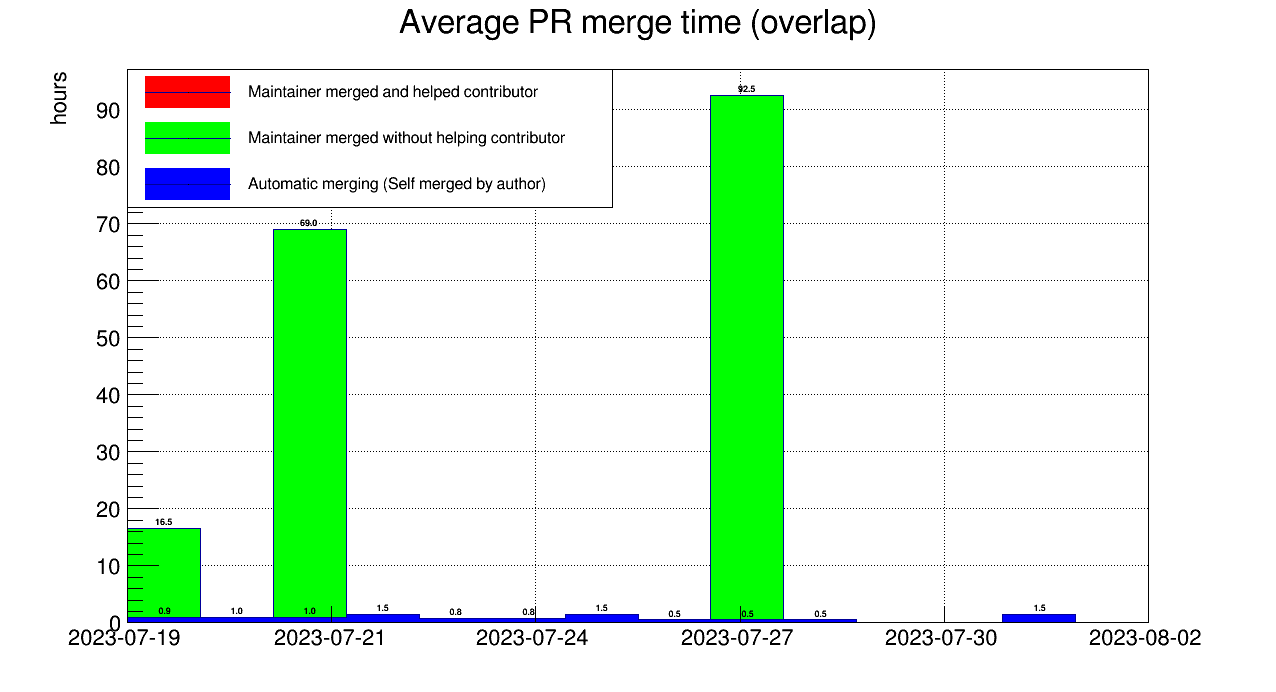 Average PR merge time (overlap)
hours
Maintainer merged and helped contributor
Maintainer merged without helping contributor
Automatic merging (Self merged by author)
90
80
70
60
50
40
30
20
10
0
92.5
69.0
16.5
0.9 1.0 1.0 1.5 0.8 0.8 1.5 0.5 0.5 0.5 1.5
2023-07-19 2023-07-21 2023-07-24 2023-07-27 2023-07-30 2023-08-02